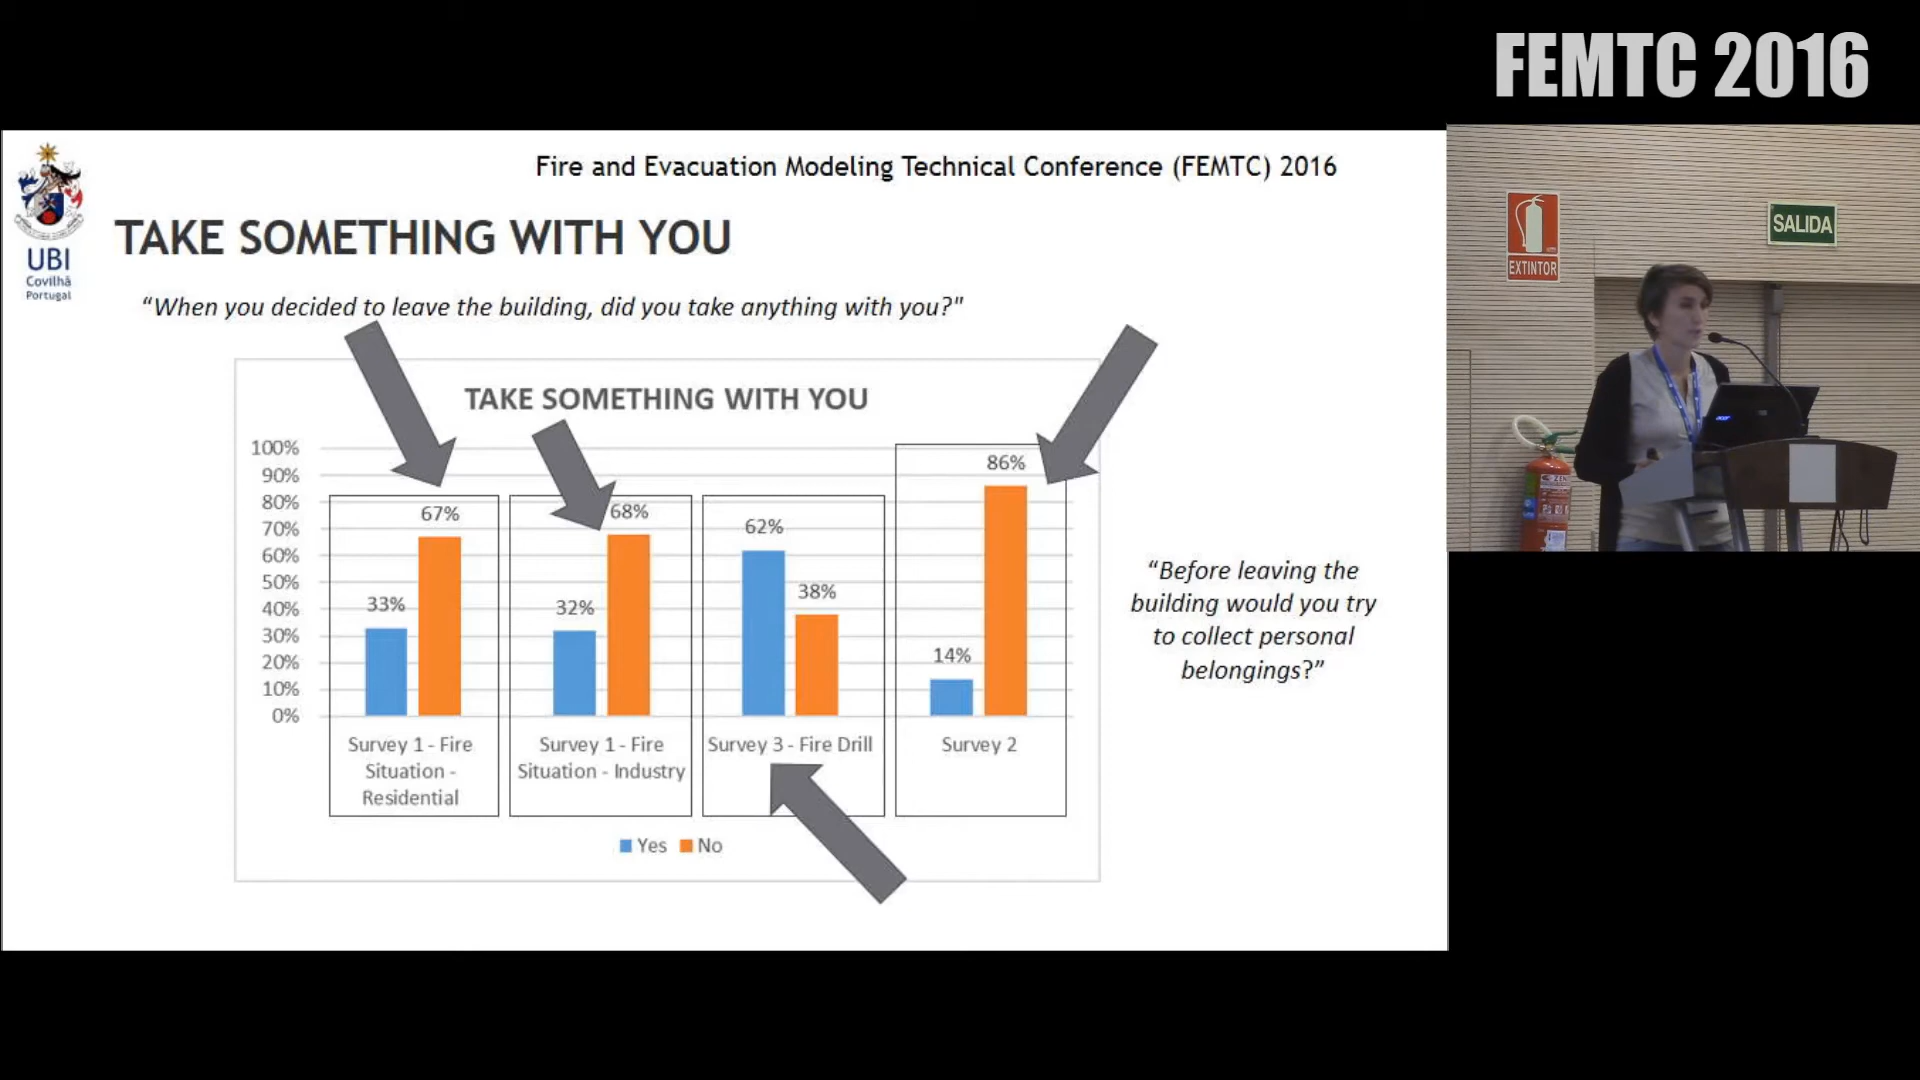 FEMTC 2016
Fire and Evacuation Modeling Technical Conference (FEMTC) 2016
UBI
Covilhã
Portugal
TAKE SOMETHING WITH YOU
“When you decided to leave the building, did you take anything with you?"
TAKE SOMETHING WITH YOU
100%
90%
80%
70%
60%
50%
40%
30%
20%
10%
0%
33%
67%
32%
68%
62%
38%
14%
86%
Survey 1 - Fire
Situation -
Residential
Survey 1 - Fire
Situation - Industry
Survey 3 - Fire Drill
Survey 2
Yes
No
“Before leaving the
building would you try
to collect personal
belongings?”
EXTINTOR
SALIDA
acer